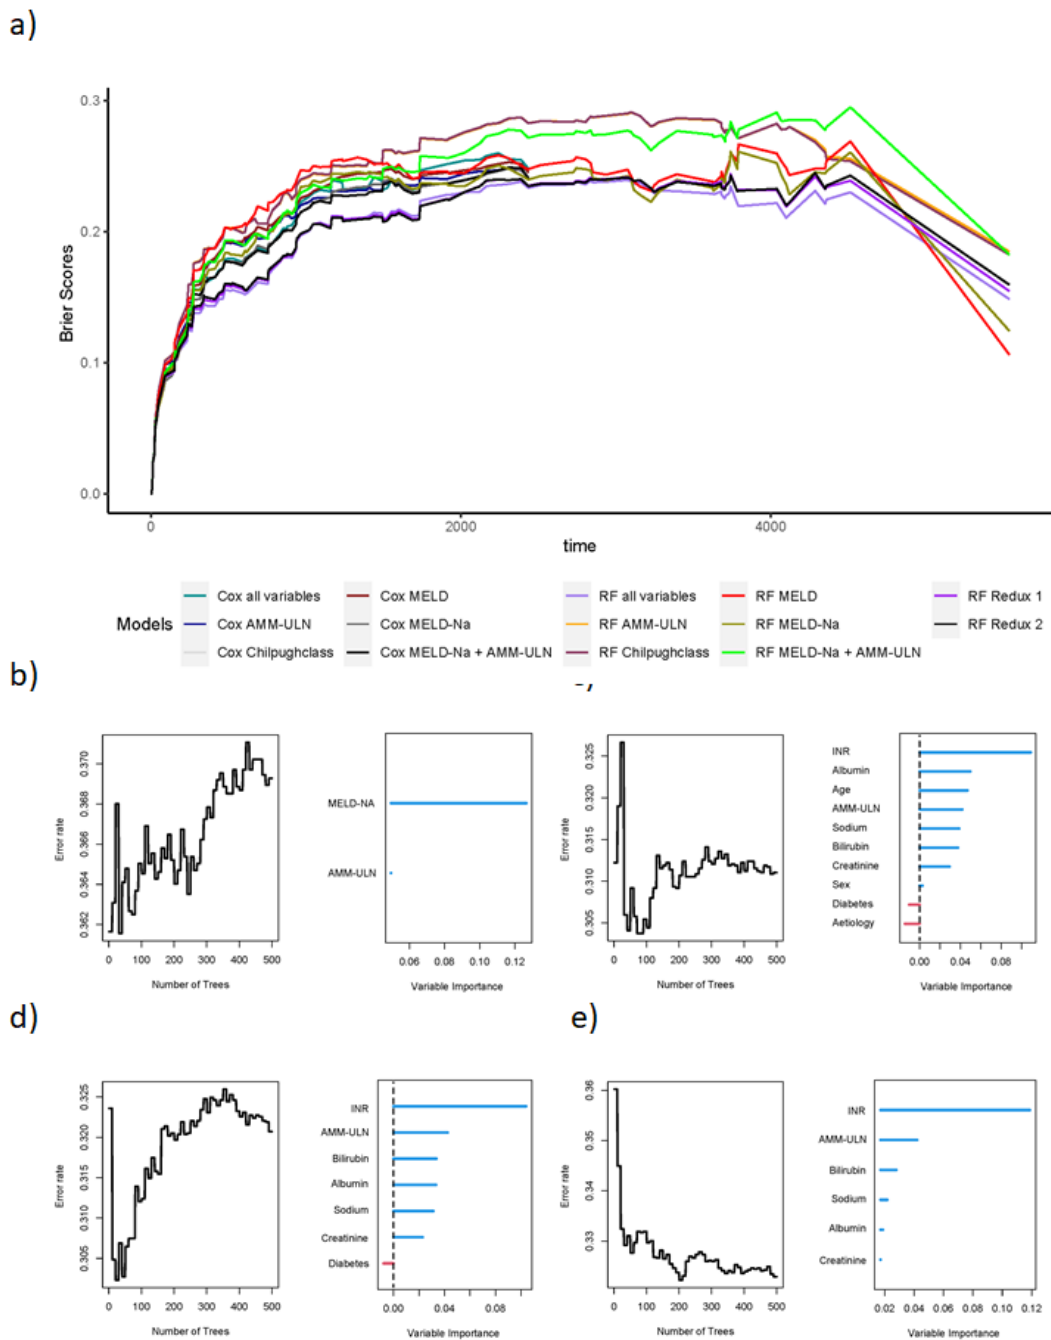 a)
0.3
0.2
0.1
0.0
Brier Scores
0 2000 4000
time
Models
Cox all variables Cox MELD RF all variables RF MELD RF Redux 1
Cox AMM-ULN Cox MELD-Na RF AMM-ULN RF MELD-Na RF Redux 2
Cox Chilpughclass Cox MELD-Na + AMM-ULN RF Chilpughclass RF MELD-Na + AMM-ULN
b)
Error rate
0.370
0.368
0.366
0.364
0.362
0 100 200 300 400 500
Number of Trees
MELD-NA
AMM-ULN
0.06 0.08 0.10 0.12
Variable Importance
Error rate
0.325
0.315
0.310
0.305
0 100 200 300 400 500
Number of Trees
INR
Albumin
Age
AMM-ULN
Sodium
Bilirubin
Creatinine
Sex
Diabetes
Aetiology
0.00 0.04 0.08
Variable Importance
d)
Error rate
0.325
0.320
0.315
0.310
0.305
0 100 200 300 400 500
Number of Trees
INR
AMM-ULN
Bilirubin
Albumin
Sodium
Creatinine
Diabetes
0.00 0.04 0.08
Variable Importance
e)
Error rate
0.36
0.35
0.34
0.33
0 100 200 300 400 500
Number of Trees
INR
AMM-ULN
Bilirubin
Sodium
Albumin
Creatinine
0.02 0.04 0.06 0.08 0.10 0.12
Variable Importance